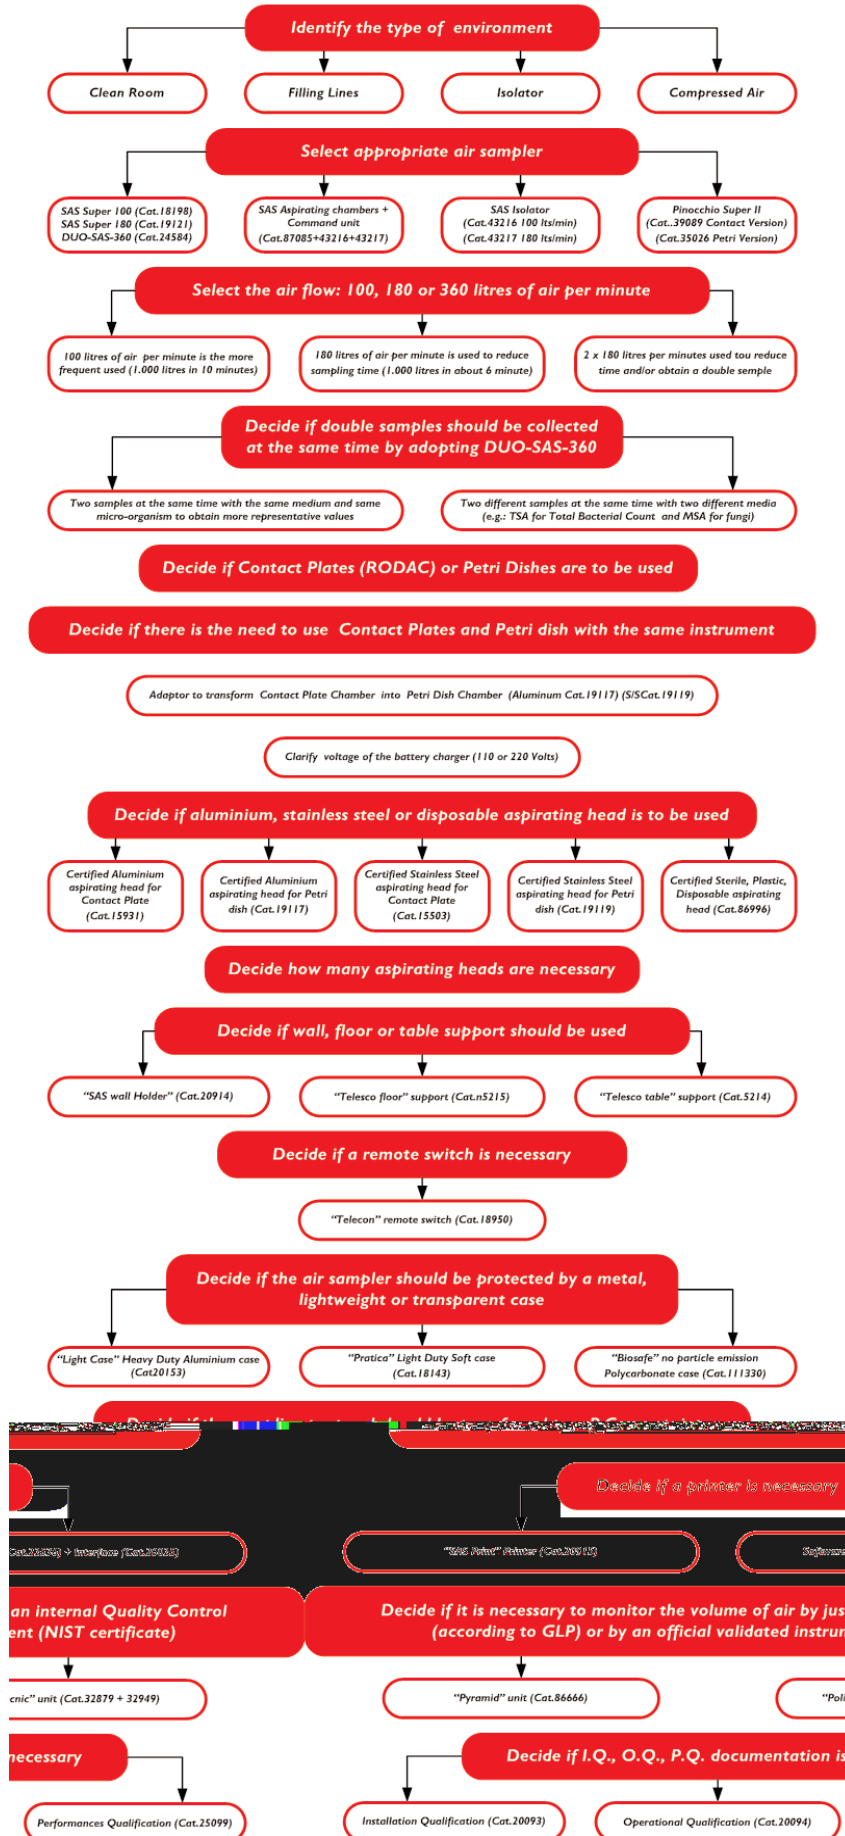 Identify the type of environment
Clean Room
Filling Lines
Isolator
Compressed Air
Select appropriate air sampler
SAS Super 100 (Cat.18198)
SAS Super 180 (Cat.19121)
DUO-SAS-360 (Cat.24584)
SAS Aspirating chambers +
Command unit
(Cat.87085+43216+43217)
SAS Isolator
(Cat.43216 100 lts/min)
(Cat.43217 180 lts/min)
Pinocchio Super II
(Cat..39089 Contact Version)
(Cat.35026 Petri Version)
Select the air flow: 100, 180 or 360 litres of air per minute
100 litres of air per minute is the more
frequent used (1.000 litres in 10 minutes)
180 litres of air per minute is used to reduce
sampling time (1.000 litres in about 6 minute)
2 x 180 litres per minutes used tou reduce
time and/or obtain a double semple
Decide if double samples should be collected
at the same time by adopting DUO-SAS-360
Two samples at the same time with the same medium and same
micro-organism to obtain more representative values
Two different samples at the same time with two different media
(e.g.: TSA for Total Bacterial Count and MSA for fungi)
Decide if Contact Plates (RODAC) or Petri Dishes are to be used
Decide if there is the need to use Contact Plates and Petri dish with the same instrument
Adaptor to transform Contact Plate Chamber into Petri Dish Chamber (Aluminum Cat.19117) (S/SCat.19119)
Clarify voltage of the battery charger (110 or 220 Volts)
Decide if aluminium, stainless steel or disposable aspirating head is to be used
Certified Aluminium
aspirating head for
Contact Plate
(Cat.15931)
Certified Aluminium
aspirating head for Petri
dish (Cat.19117)
Certified Stainless Steel
aspirating head for
Contact Plate
(Cat.15503)
Certified Stainless Steel
aspirating head for Petri
dish (Cat.19119)
Certified Sterile, Plastic,
Disposable aspirating
head (Cat.86996)
Decide how many aspirating heads are necessary
Decide if wall, floor or table support should be used
“SAS wall Holder” (Cat.20914)
“Telesco floor” support (Cat.n5215)
“Telesco table” support (Cat.5214)
Decide if a remote switch is necessary
“Telecon” remote switch (Cat.18950)
Decide if the air sampler should be protected by a metal,
lightweight or transparent case
“Light Case” Heavy Duty Aluminium case
(Cat20153)
“Pratica” Light Duty Soft case
(Cat.18143)
“Biosafe” no particle emission
Polycarbonate case (Cat.111330)
Decide if a printer is necessary
interface
“SAS Print” Printer
an internal Quality Control
ent (NIST certificate)
Decide if it is necessary to monitor the volume of air by jus
(according to GLP) or by an official validated instru
cnic” unit (Cat.32879 + 32949)
“Pyramid” unit (Cat.86666)
“Poli
necessary
Decide if I.Q., O.Q., P.Q. documentation is
Performances Qualification (Cat.25099)
Installation Qualification (Cat.20093)
Operational Qualification (Cat.20094)